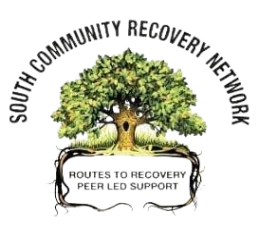 SOUTH COMMUNITY RECOVERY NETWORK
ROUTES TO RECOVERY
PEER LED SUPPORT